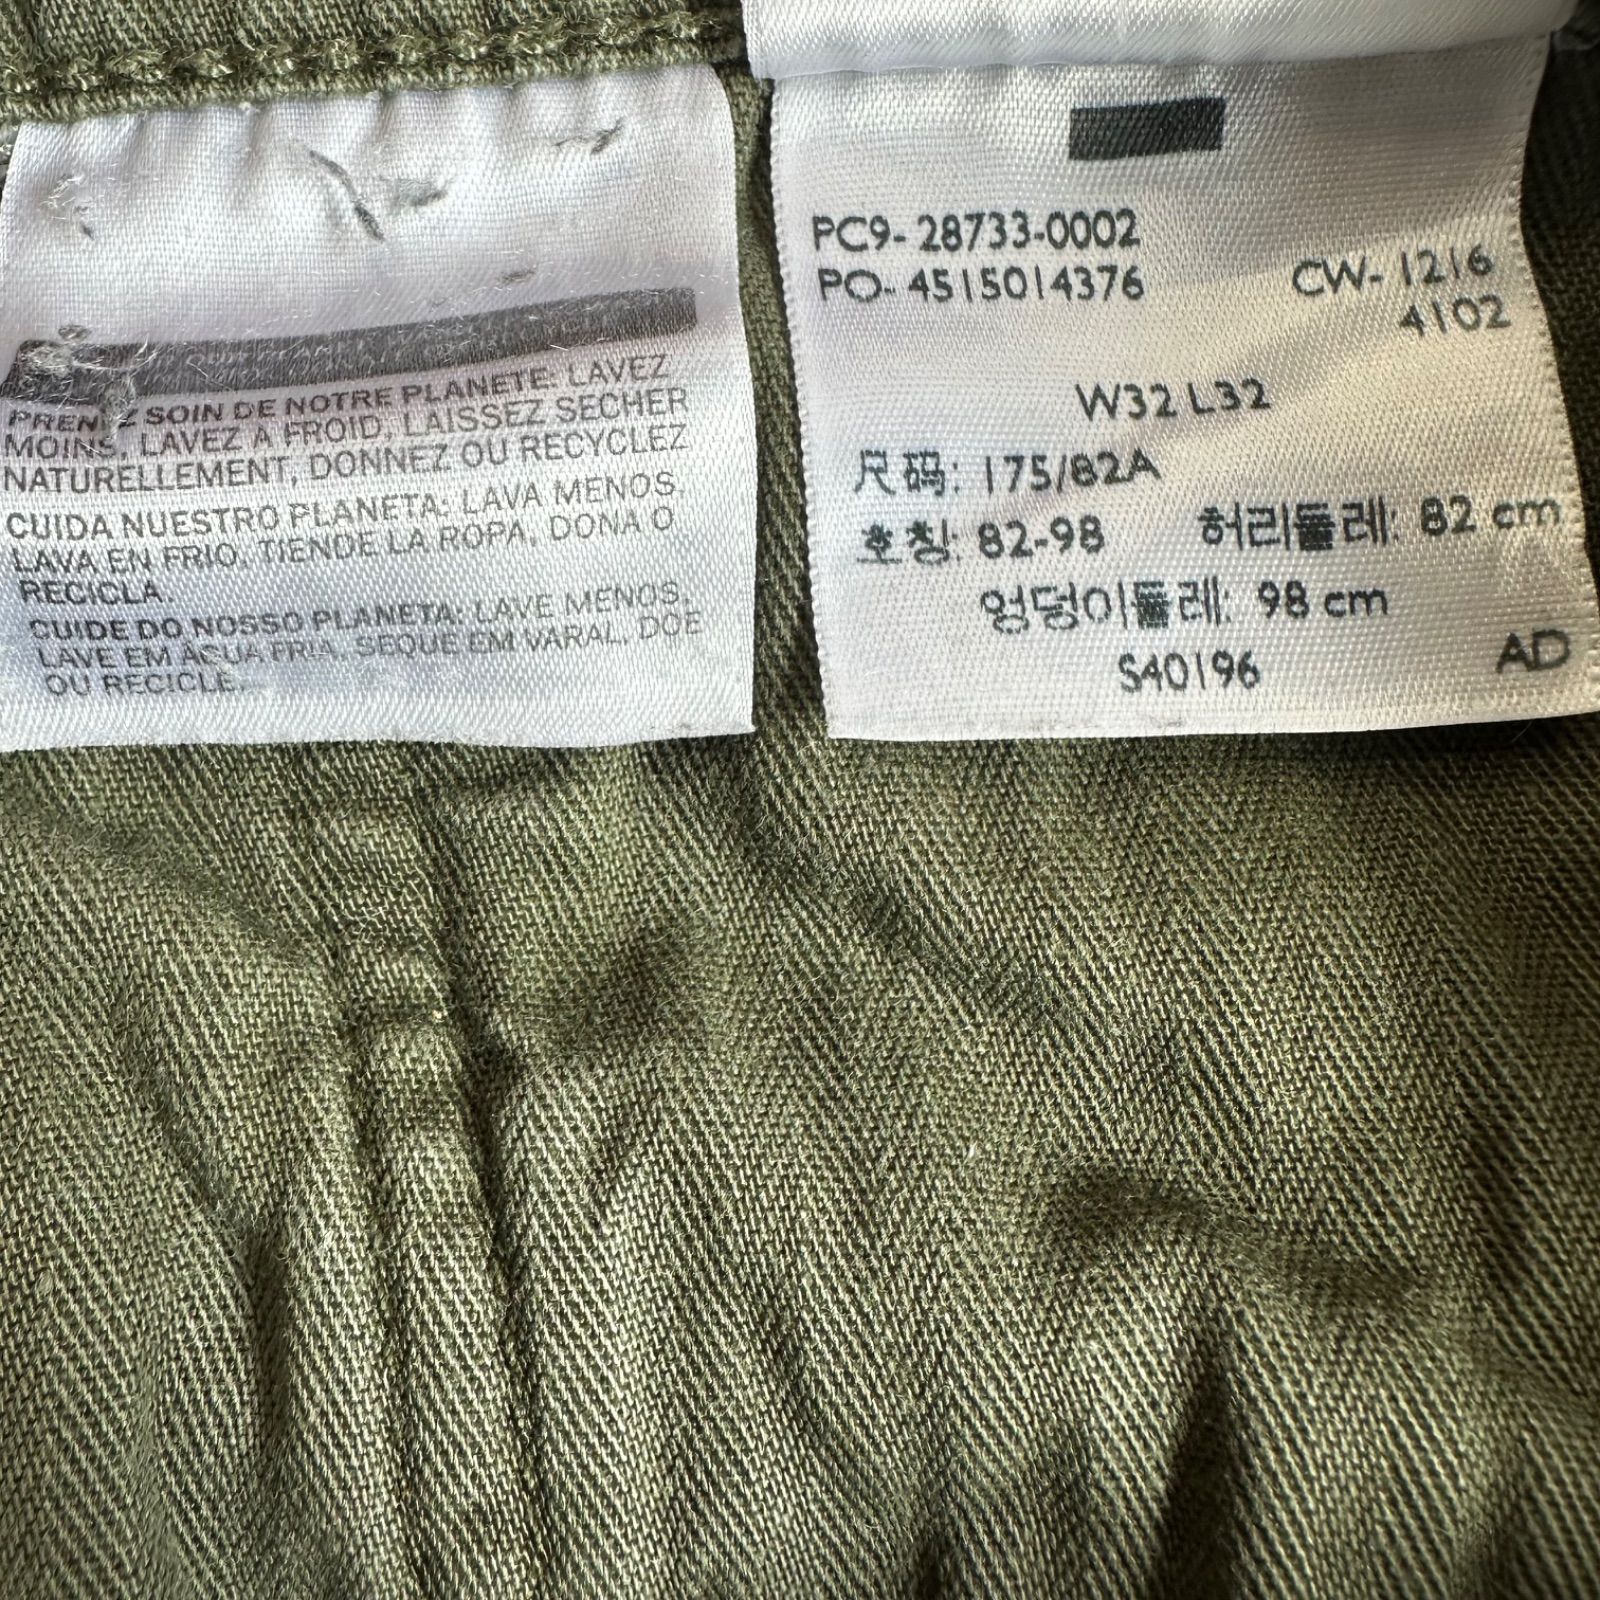 PRENEZ SOIN DE NOTRE PLANETE: LAVEZ
MOINS, LAVEZ A FROID, LAISSEZ SECHER
NATURELLEMENT, DONNEZ OU RECYCLEZ
CUIDA NUESTRO PLANETA: LAVA MENOS,
LAVA EN FRIO, TIENDE LA ROPA, DONA O
RECICLA.
CUIDE DO NOSSO PLANETA: LAVE MENOS,
LAVE EM ÁGUA FRIA, SEQUE EM VARAL, DOE
OU RECICLE.
PC9- 28733-0002
PO- 4515014376
CW- 1216
4102
W32 L32
尺码: 175/82A
호칭: 82-98 허리둘레: 82 cm
엉덩이둘레: 98 cm
S40196
AD